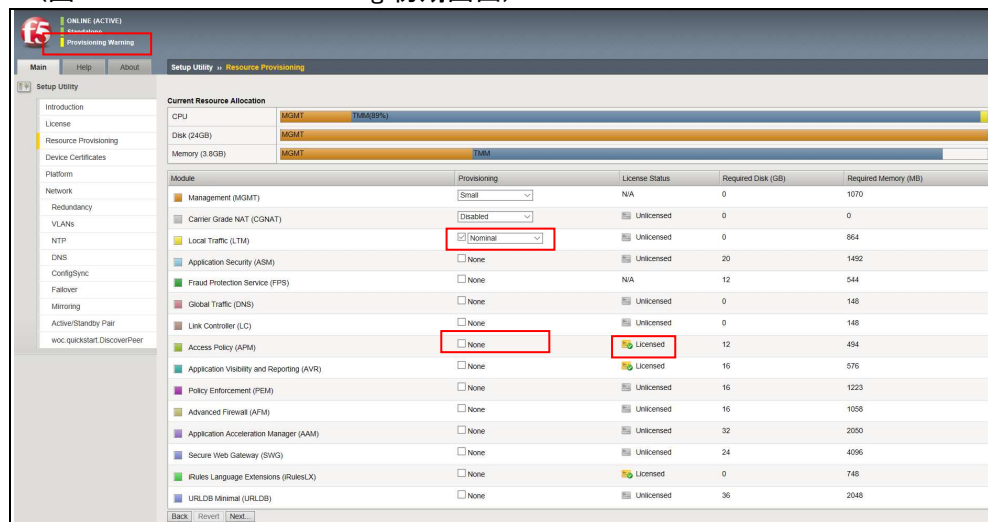 ONLINE (ACTIVE)
Standalone
Provisioning Warning
f5
Main Help About
Setup Utility ›› Resource Provisioning
Setup Utility
Introduction
License
Resource Provisioning
Device Certificates
Platform
Network
Redundancy
VLANs
NTP
DNS
ConfigSync
Failover
Mirroring
Active/Standby Pair
woc.quickstart.DiscoverPeer
Current Resource Allocation
CPU MGMT TMM(89%)
Disk (24GB) MGMT
Memory (3.8GB) MGMT TMM
Module Provisioning License Status Required Disk (GB) Required Memory (MB)
Management (MGMT) Small N/A 0 1070
Carrier Grade NAT (CGNAT) Disabled Unlicensed 0 0
Local Traffic (LTM) Nominal Unlicensed 0 864
Application Security (ASM) None Unlicensed 20 1492
Fraud Protection Service (FPS) None N/A 12 544
Global Traffic (DNS) None Unlicensed 0 148
Link Controller (LC) None Unlicensed 0 148
Access Policy (APM) None Licensed 12 494
Application Visibility and Reporting (AVR) None Licensed 16 576
Policy Enforcement (PEM) None Unlicensed 16 1223
Advanced Firewall (AFM) None Unlicensed 16 1058
Application Acceleration Manager (AAM) None Unlicensed 32 2050
Secure Web Gateway (SWG) None Unlicensed 24 4096
iRules Language Extensions (iRulesLX) None Licensed 0 748
URLDB Minimal (URLDB) None Unlicensed 36 2048
Back Revert Next...